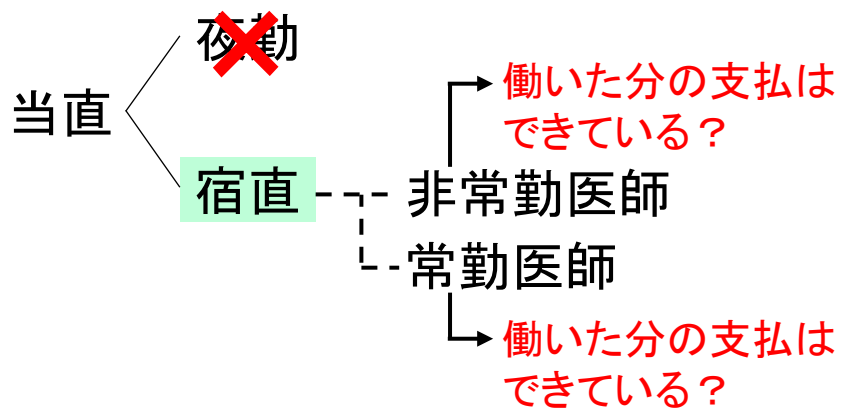 夜勤
当直
宿直
働いた分の支払は
できている？
非常勤医師
常勤医師
働いた分の支払は
できている？